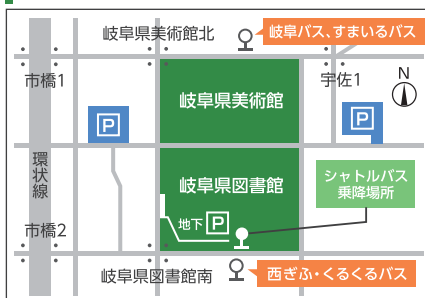 岐阜県美術館北
岐阜バス、すまいるバス
市橋1
宇佐1
N
岐阜県美術館
P
P
環状線
岐阜県図書館
シャトルバス
乗降場所
地下P
市橋2
岐阜県図書館南
西ぎふ・くるくるバス